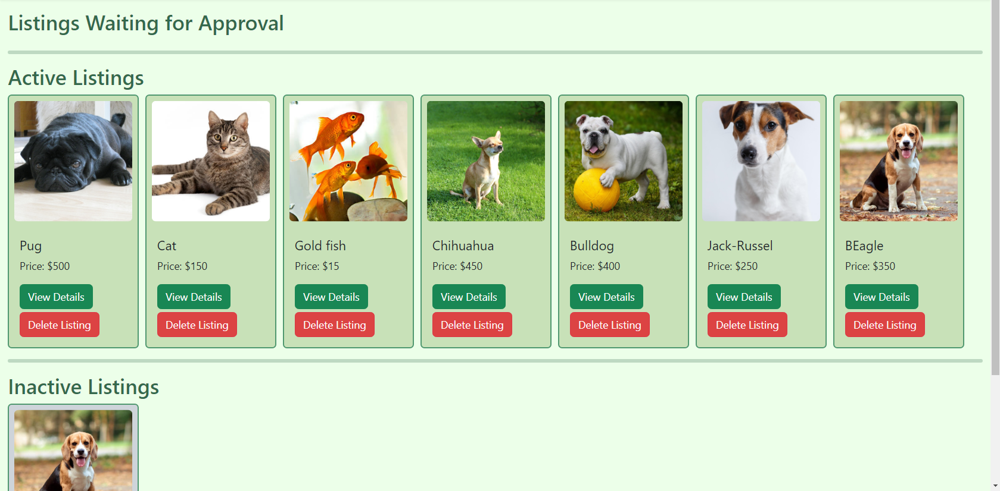 Listings Waiting for Approval
Active Listings
Pug
Price: $500
View Details
Delete Listing
Cat
Price: $150
View Details
Delete Listing
Gold fish
Price: $15
View Details
Delete Listing
Chihuahua
Price: $450
View Details
Delete Listing
Bulldog
Price: $400
View Details
Delete Listing
Jack-Russel
Price: $250
View Details
Delete Listing
BEagle
Price: $350
View Details
Delete Listing
Inactive Listings